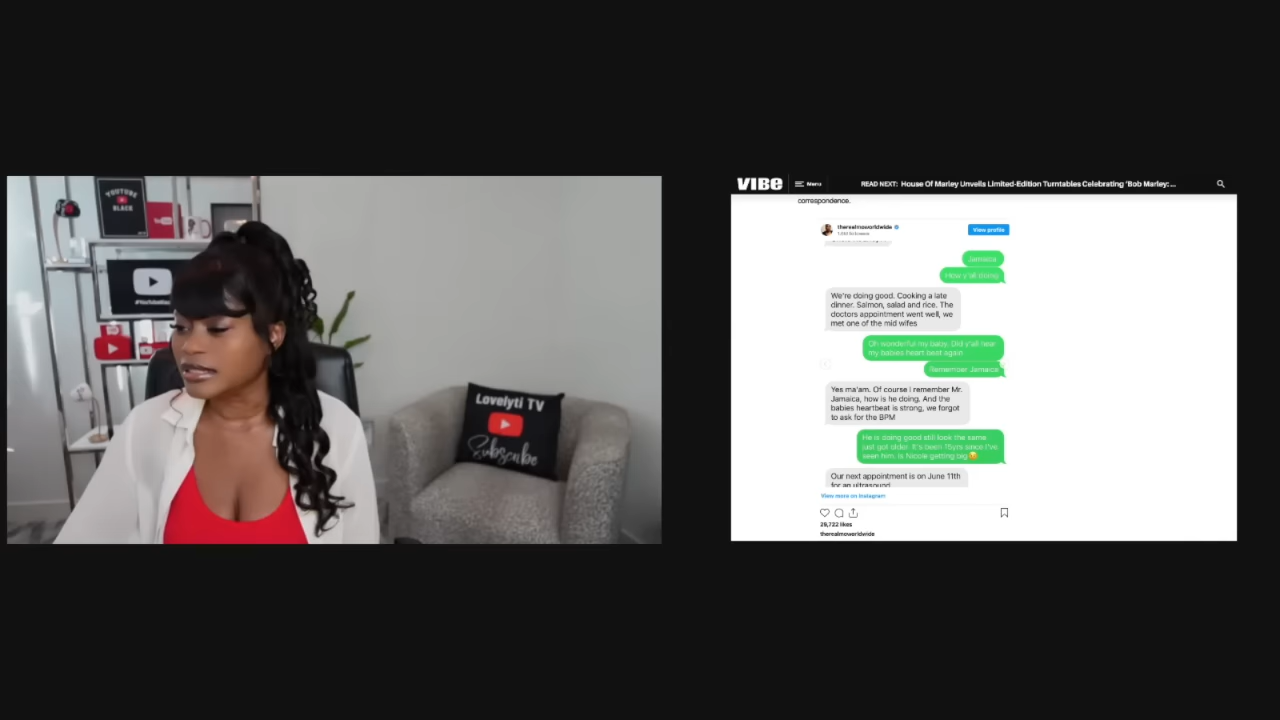 YOUTUBE
BLACK
YouTube
Lovelyti TV
Subscribe
VIBE
Menu
READ NEXT: House Of Marley Unveils Limited-Edition Turntables Celebrating 'Bob Marley: ...
correspondence.
therealmoworldwide
View profile
Jamaica
How y'all doing
We're doing good. Cooking a late
dinner. Salmon, salad and rice. The
doctors appointment went well, we
met one of the mid wifes
Oh wonderful my baby. Did y'all hear
my babies heart beat again
Remember Jamaica
Yes ma'am. Of course I remember Mr.
Jamaica, how is he doing. And the
babies heartbeat is strong, we forgot
to ask for the BPM
He is doing good still look the same
just got older. It's been 15yrs since I've
seen him. Is Nicole getting big
Our next appointment is on June 11th
for an ultrasound
View more on Instagram
29,722 likes
therealmoworldwide